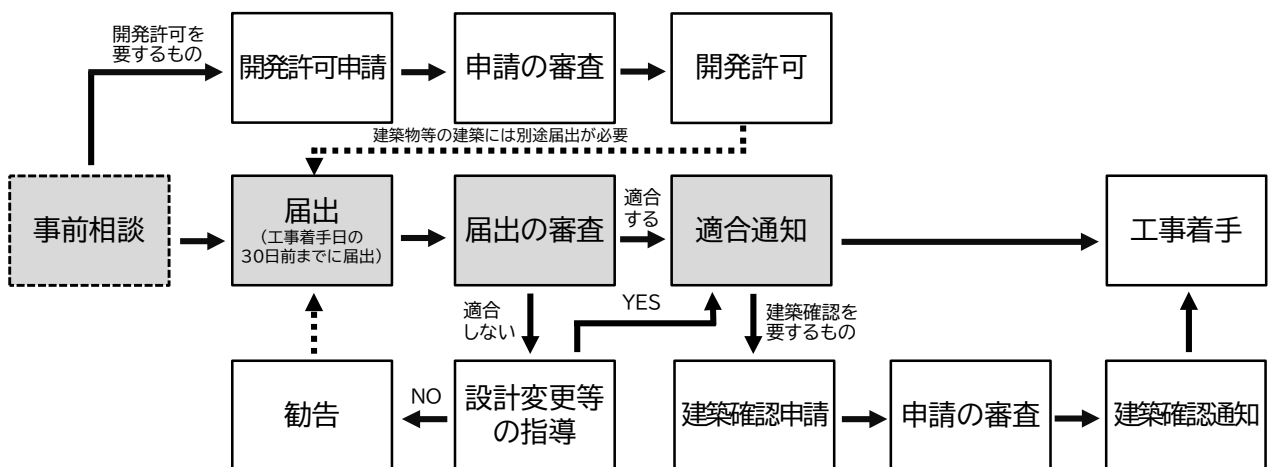 開発許可を
要するもの
開発許可申請
申請の審査
開発許可
建築物等の建築には別途届出が必要
事前相談
届出
（工事着手日の
30日前までに届出）
届出の審査
適合
する
適合通知
工事着手
適合
しない
YES
建築確認を
要するもの
勧告
NO
設計変更等
の指導
建築確認申請
申請の審査
建築確認通知